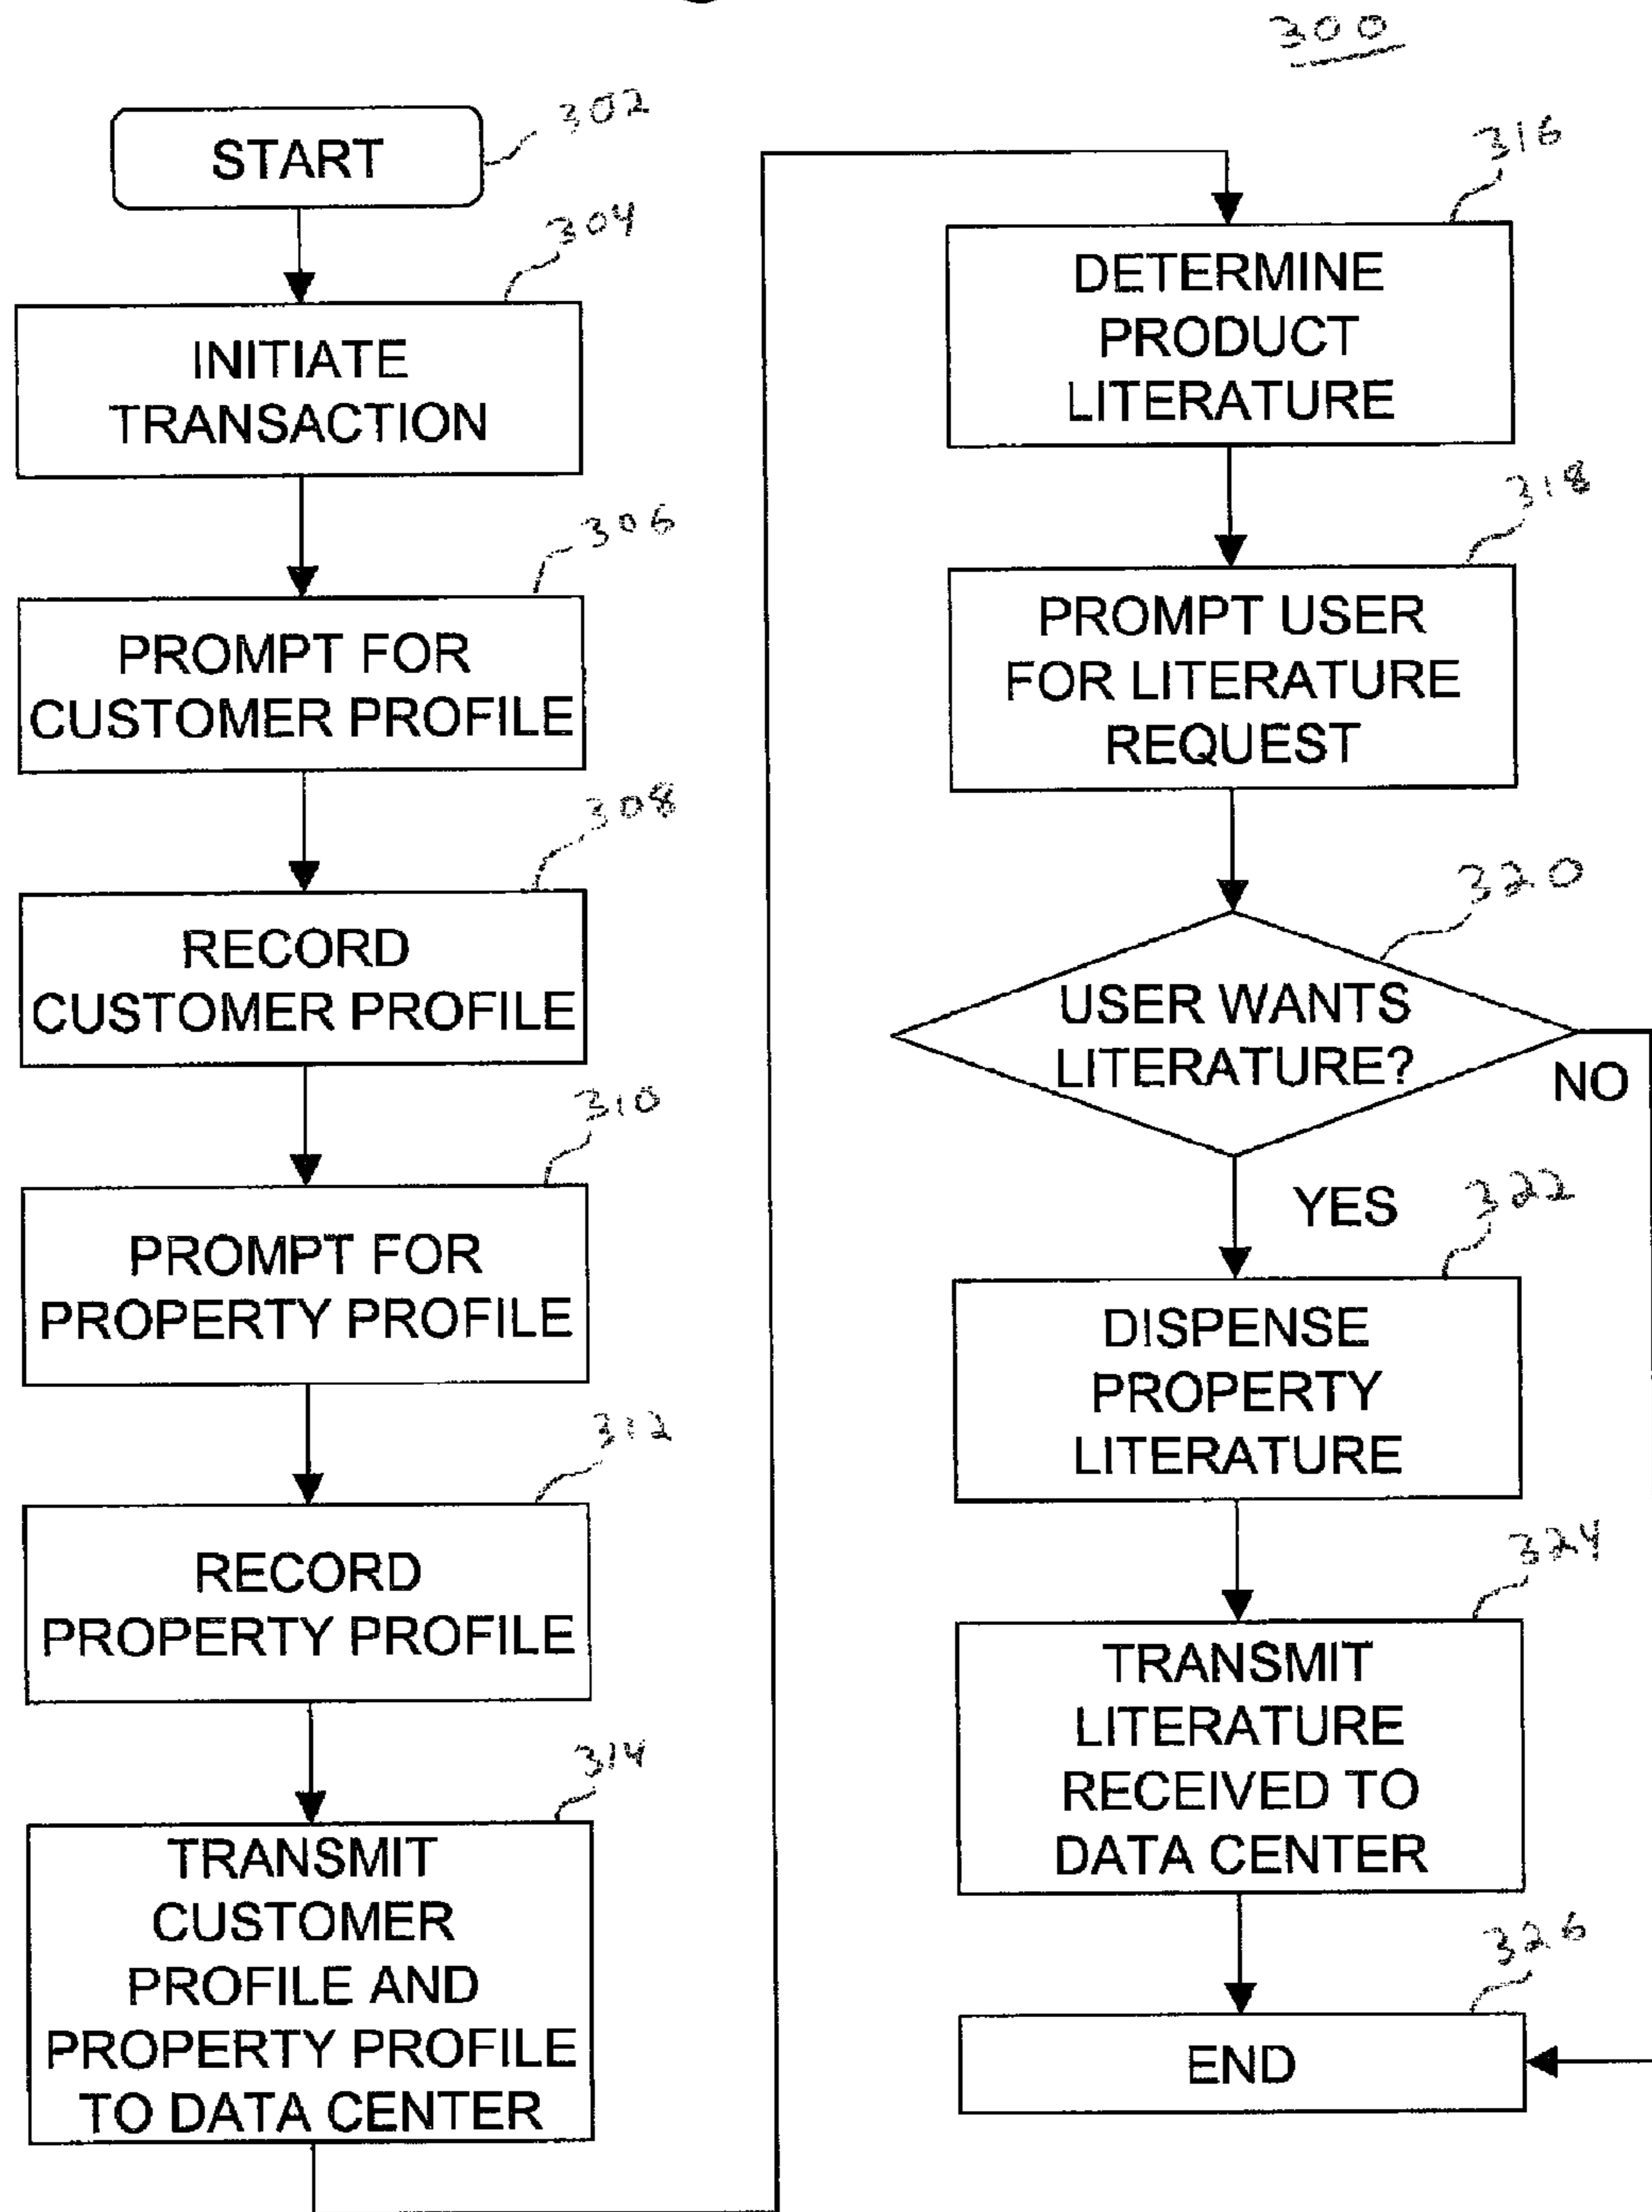 300
START
302
304
INITIATE
TRANSACTION
306
PROMPT FOR
CUSTOMER PROFILE
308
RECORD
CUSTOMER PROFILE
310
PROMPT FOR
PROPERTY PROFILE
312
RECORD
PROPERTY PROFILE
314
TRANSMIT
CUSTOMER
PROFILE AND
PROPERTY PROFILE
TO DATA CENTER
316
DETERMINE
PRODUCT
LITERATURE
318
PROMPT USER
FOR LITERATURE
REQUEST
320
USER WANTS
LITERATURE?
NO
YES
322
DISPENSE
PROPERTY
LITERATURE
324
TRANSMIT
LITERATURE
RECEIVED TO
DATA CENTER
326
END